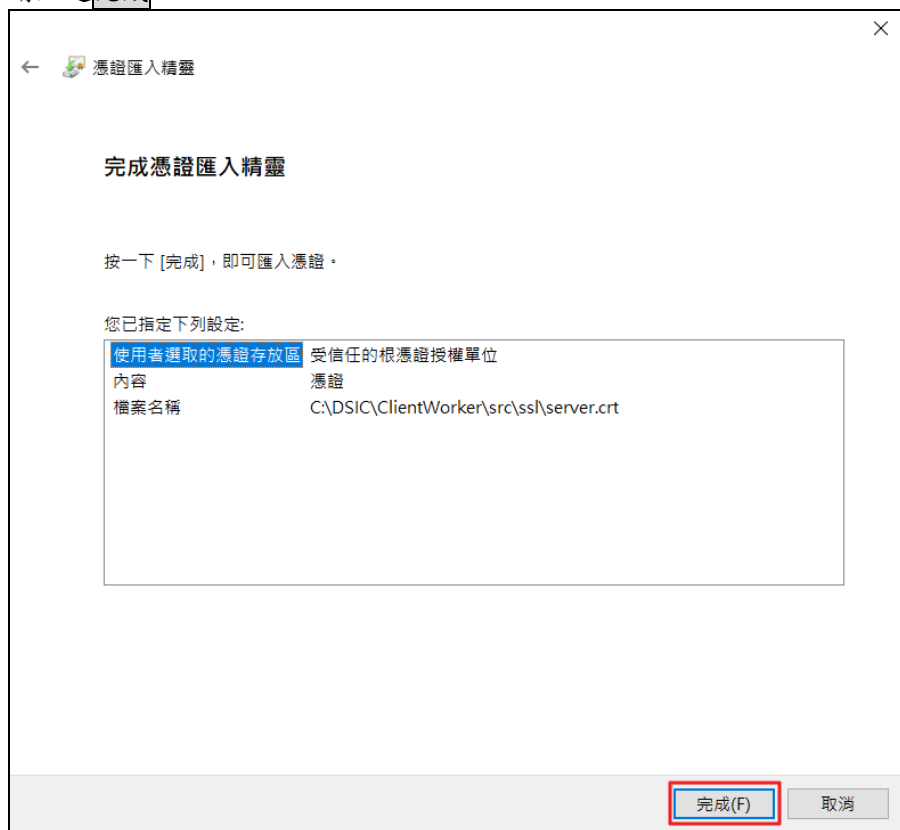 憑證匯入精靈
完成憑證匯入精靈
按一下 [完成]，即可匯入憑證。
您已指定下列設定:
使用者選取的憑證存放區 受信任的根憑證授權單位
內容 憑證
檔案名稱 C:\DSIC\ClientWorker\src\ssl\server.crt
完成(F) 取消